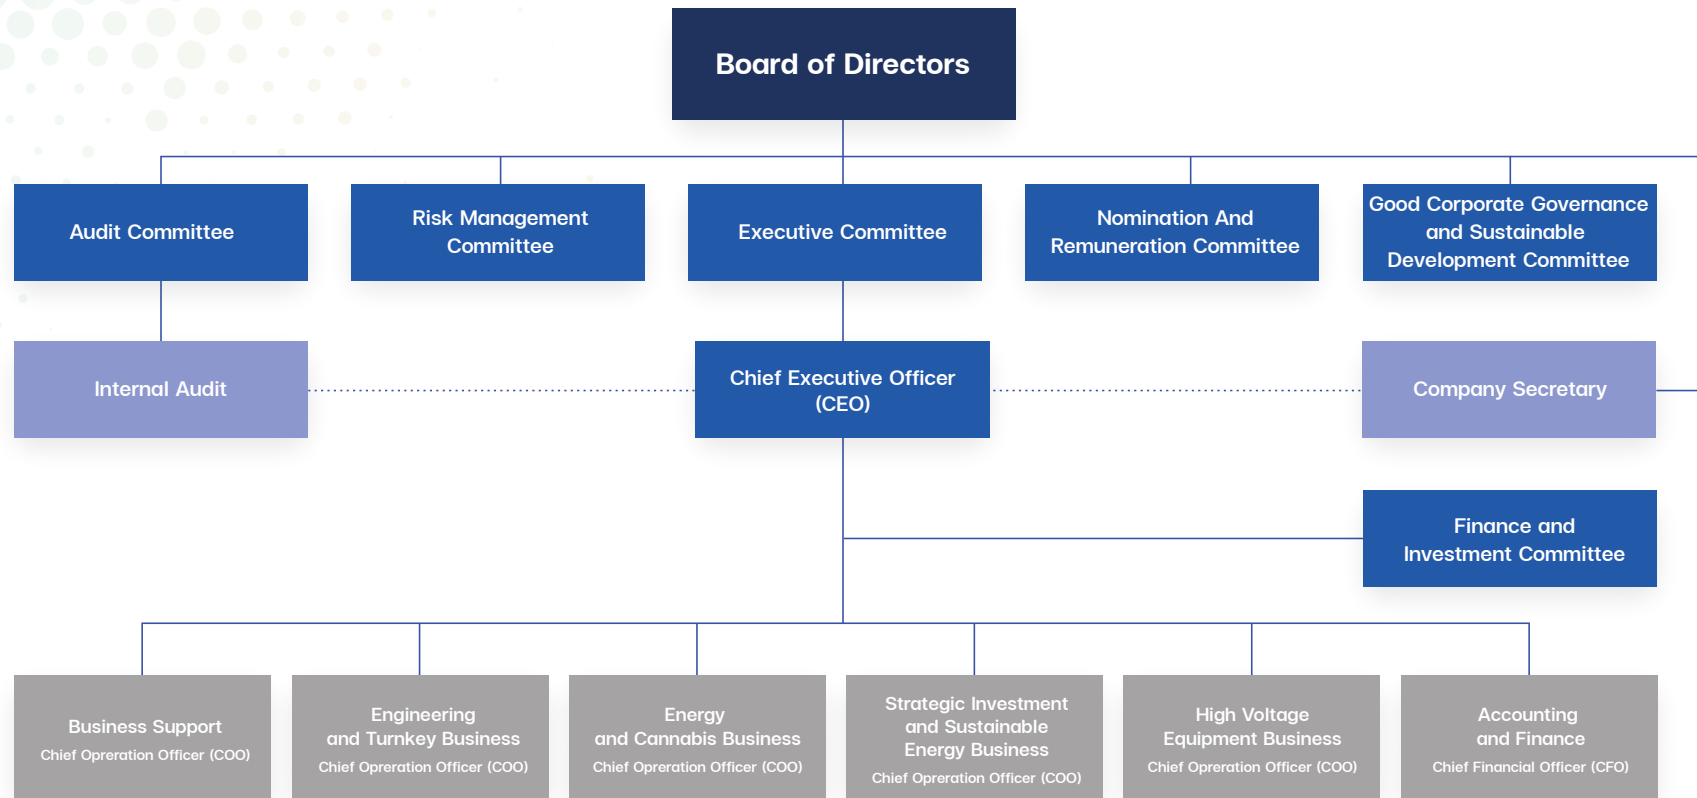 Board of Directors
Audit Committee
Risk Management
Committee
Executive Committee
Nomination And
Remuneration Committee
Good Corporate Governance
and Sustainable
Development Committee
Internal Audit
Chief Executive Officer
(CEO)
Company Secretary
Finance and
Investment Committee
Business Support
Chief Opreration Officer (COO)
Engineering
and Turnkey Business
Chief Opreration Officer (COO)
Energy
and Cannabis Business
Chief Opreration Officer (COO)
Strategic Investment
and Sustainable
Energy Business
Chief Opreration Officer (COO)
High Voltage
Equipment Business
Chief Opreration Officer (COO)
Accounting
and Finance
Chief Financial Officer (CFO)